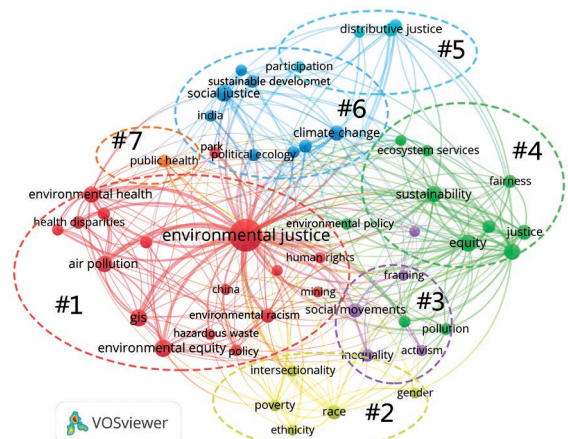 distributive justice
#5
participation
sustainable developmet
social justice
#6
india
climate change
#7
park
political ecology
public health
ecosystem services
#4
environmental health
sustainability
fairness
health disparities
environmental justice
environmental policy
justice
equity
air pollution
human rights
framing
china
mining
#3
#1
gis
environmental racism
social movements
hazardous waste
pollution
environmental equity
policy
inequality
activism
intersectionality
#2
gender
poverty
race
ethnicity
VOSviewer